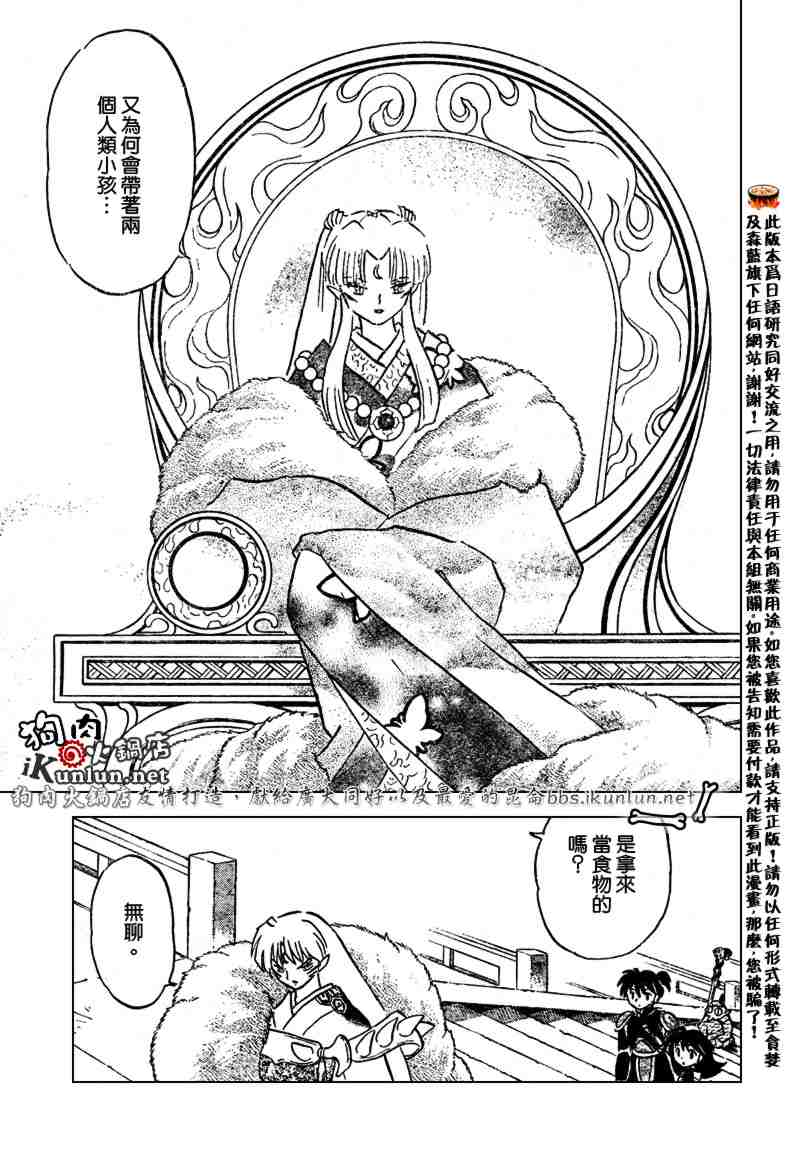 又為何會帶著兩
個人類小孩…
狗肉
火鍋店
iKunlun.net
狗肉火鍋店友情打造，獻給廣大同好以及最愛的昆侖bbs.ikunlun.net
是拿來
當食物的
嗎?
無聊。
此版本爲日語研究同好交流之用，請勿用于任何商業用途。如您喜歡此作品，請支持正版！請勿以任何形式轉載至貪婪
及森藍旗下任何網站，謝謝！一切法律責任與本組無關。如果您被告知需要付款才能看到此漫畫，那麽，您被騙了！